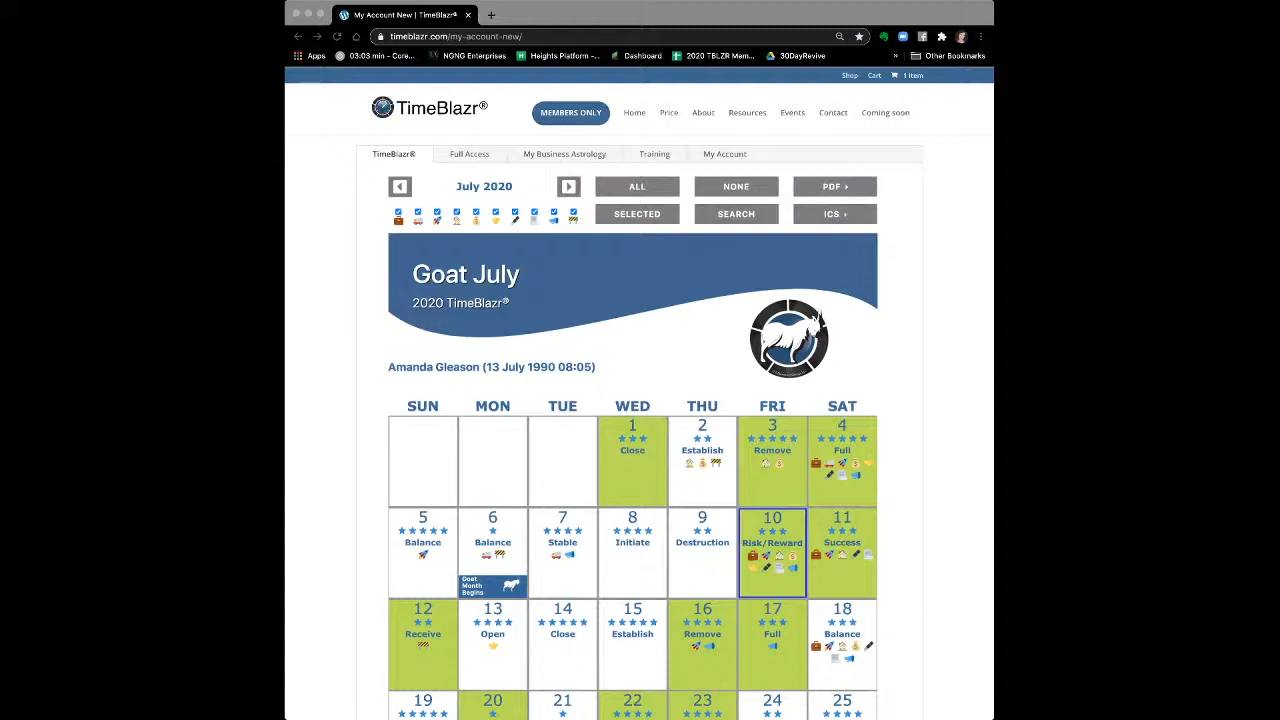 My Account New | TimeBlazr®
timeblazr.com/my-account-new/
Apps 03:03 min – Core... NGNG Enterprises Heights Platform –... Dashboard 2020 TBLZR Mem... 30DayRevive » Other Bookmarks
Shop Cart 1 Item
TimeBlazr® MEMBERS ONLY Home Price About Resources Events Contact Coming soon
TimeBlazr® Full Access My Business Astrology Training My Account
July 2020 ALL NONE PDF
SELECTED SEARCH ICS
Goat July
2020 TimeBlazr®
Amanda Gleason (13 July 1990 08:05)
SUN MON TUE WED THU FRI SAT
1 2 3 4
Close Establish Remove Full
5 6 7 8 9 10 11
Balance Balance Stable Initiate Destruction Risk/Reward Success
Goat
Month
Begins
12 13 14 15 16 17 18
Receive Open Close Establish Remove Full Balance
19 20 21 22 23 24 25